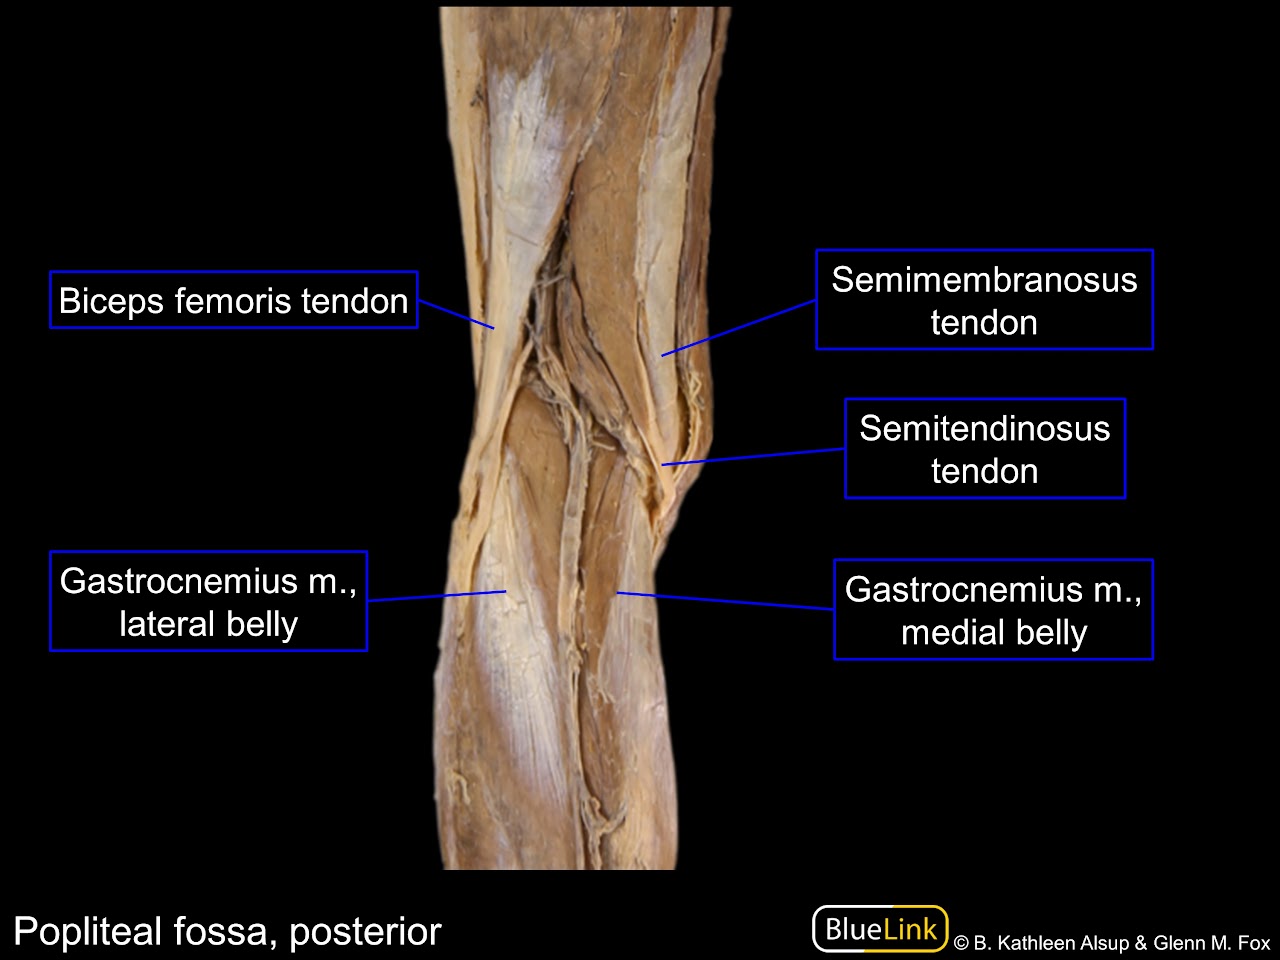 Biceps femoris tendon
Semimembranosus
tendon
Semitendinosus
tendon
Gastrocnemius m.,
lateral belly
Gastrocnemius m.,
medial belly
Popliteal fossa, posterior
BlueLink
© B. Kathleen Alsup & Glenn M. Fox